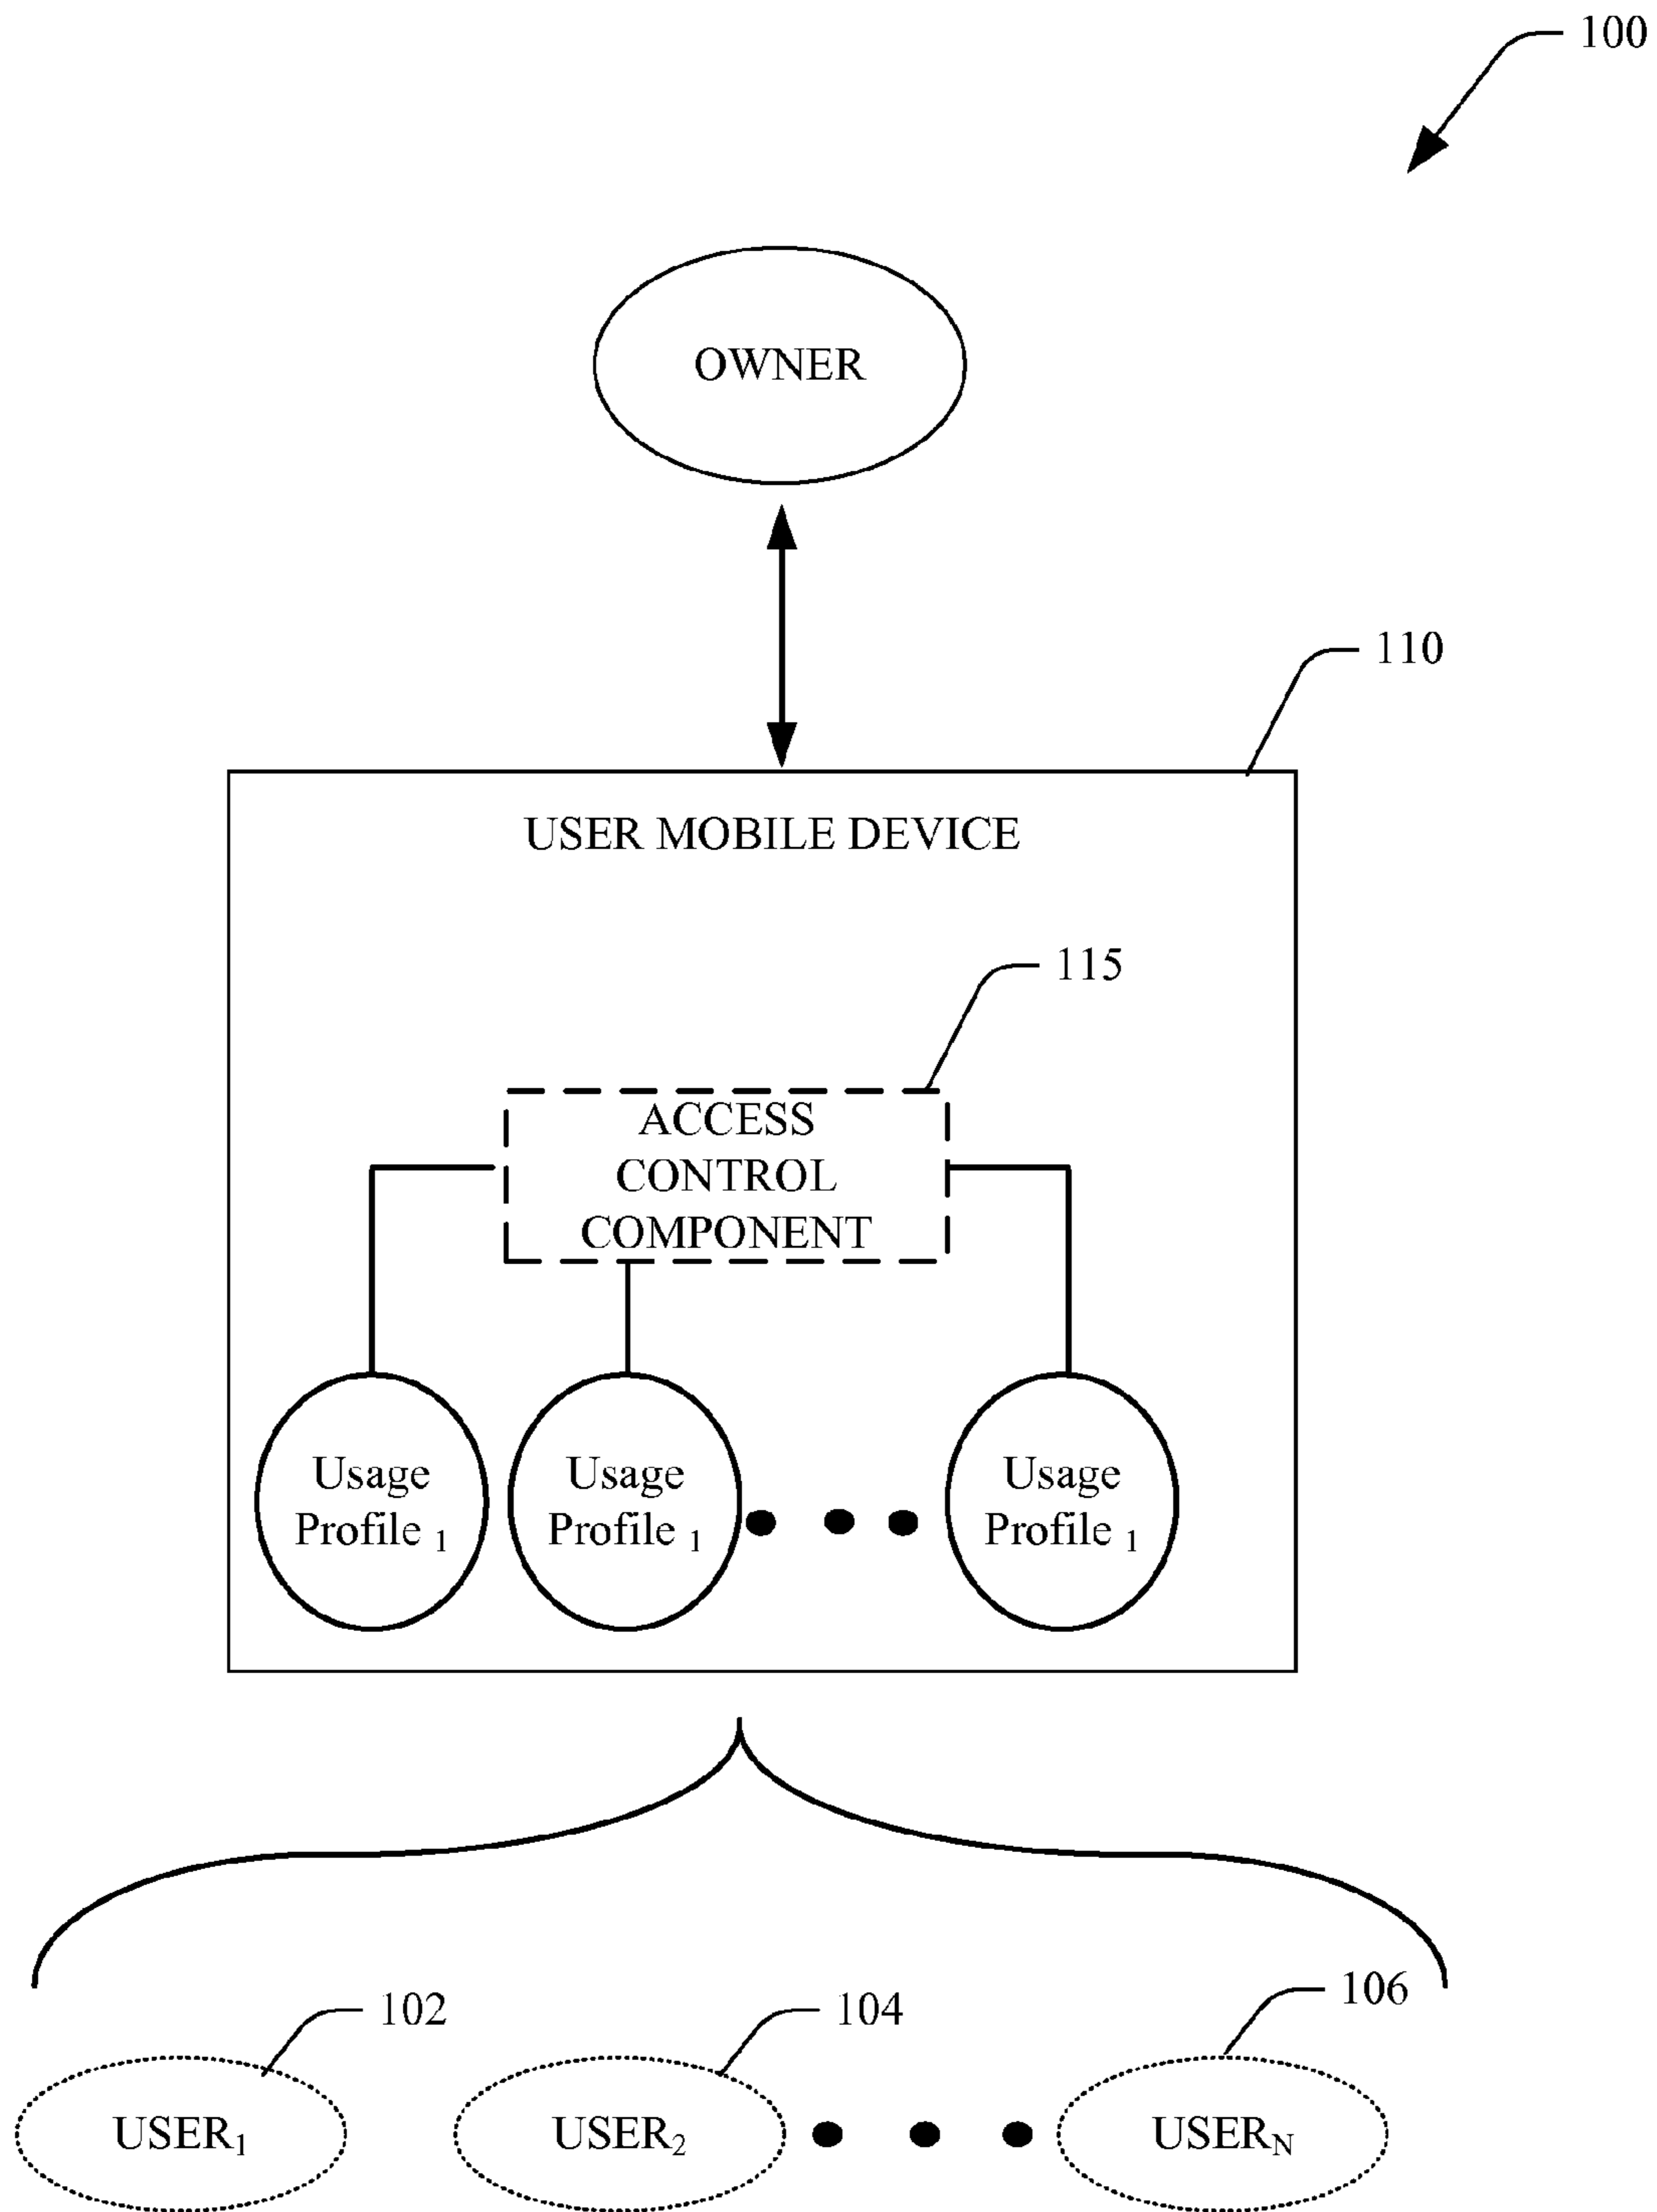 100
OWNER
110
USER MOBILE DEVICE
115
ACCESS
CONTROL
COMPONENT
Usage
Profile 1
Usage
Profile 1
Usage
Profile 1
102
104
106
USER1
USER2
USERN